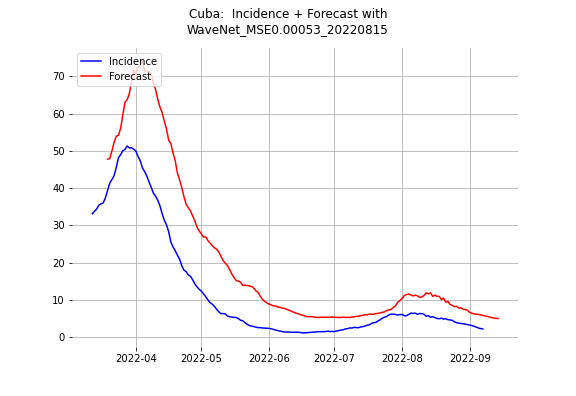 Cuba:  Incidence + Forecast with
WaveNet_MSE0.00053_20220815
Incidence
Forecast
70
60
50
40
30
20
10
0
2022-04 2022-05 2022-06 2022-07 2022-08 2022-09